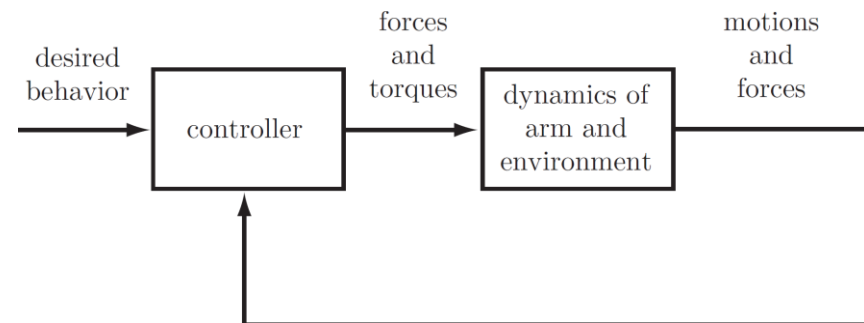 desired
behavior
controller
forces
and
torques
dynamics of
arm and
environment
motions
and
forces